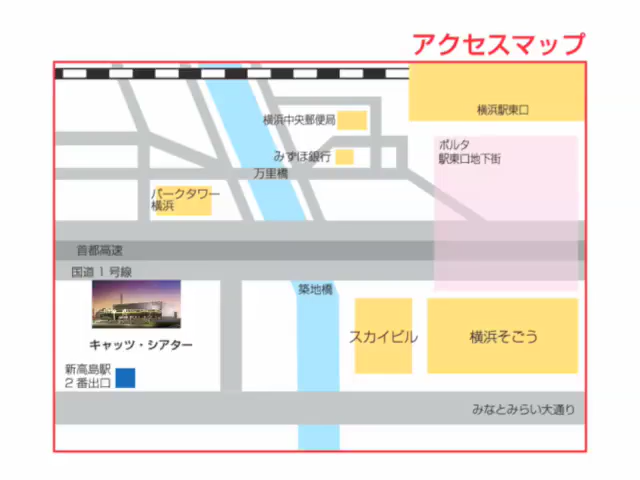 アクセスマップ
横浜駅東口
横浜中央郵便局
ポルタ
駅東口地下街
みずほ銀行
万里橋
パークタワー
横浜
首都高速
国道1号線
築地橋
スカイビル
横浜そごう
キャッツ・シアター
新高島駅
2番出口
みなとみらい大通り